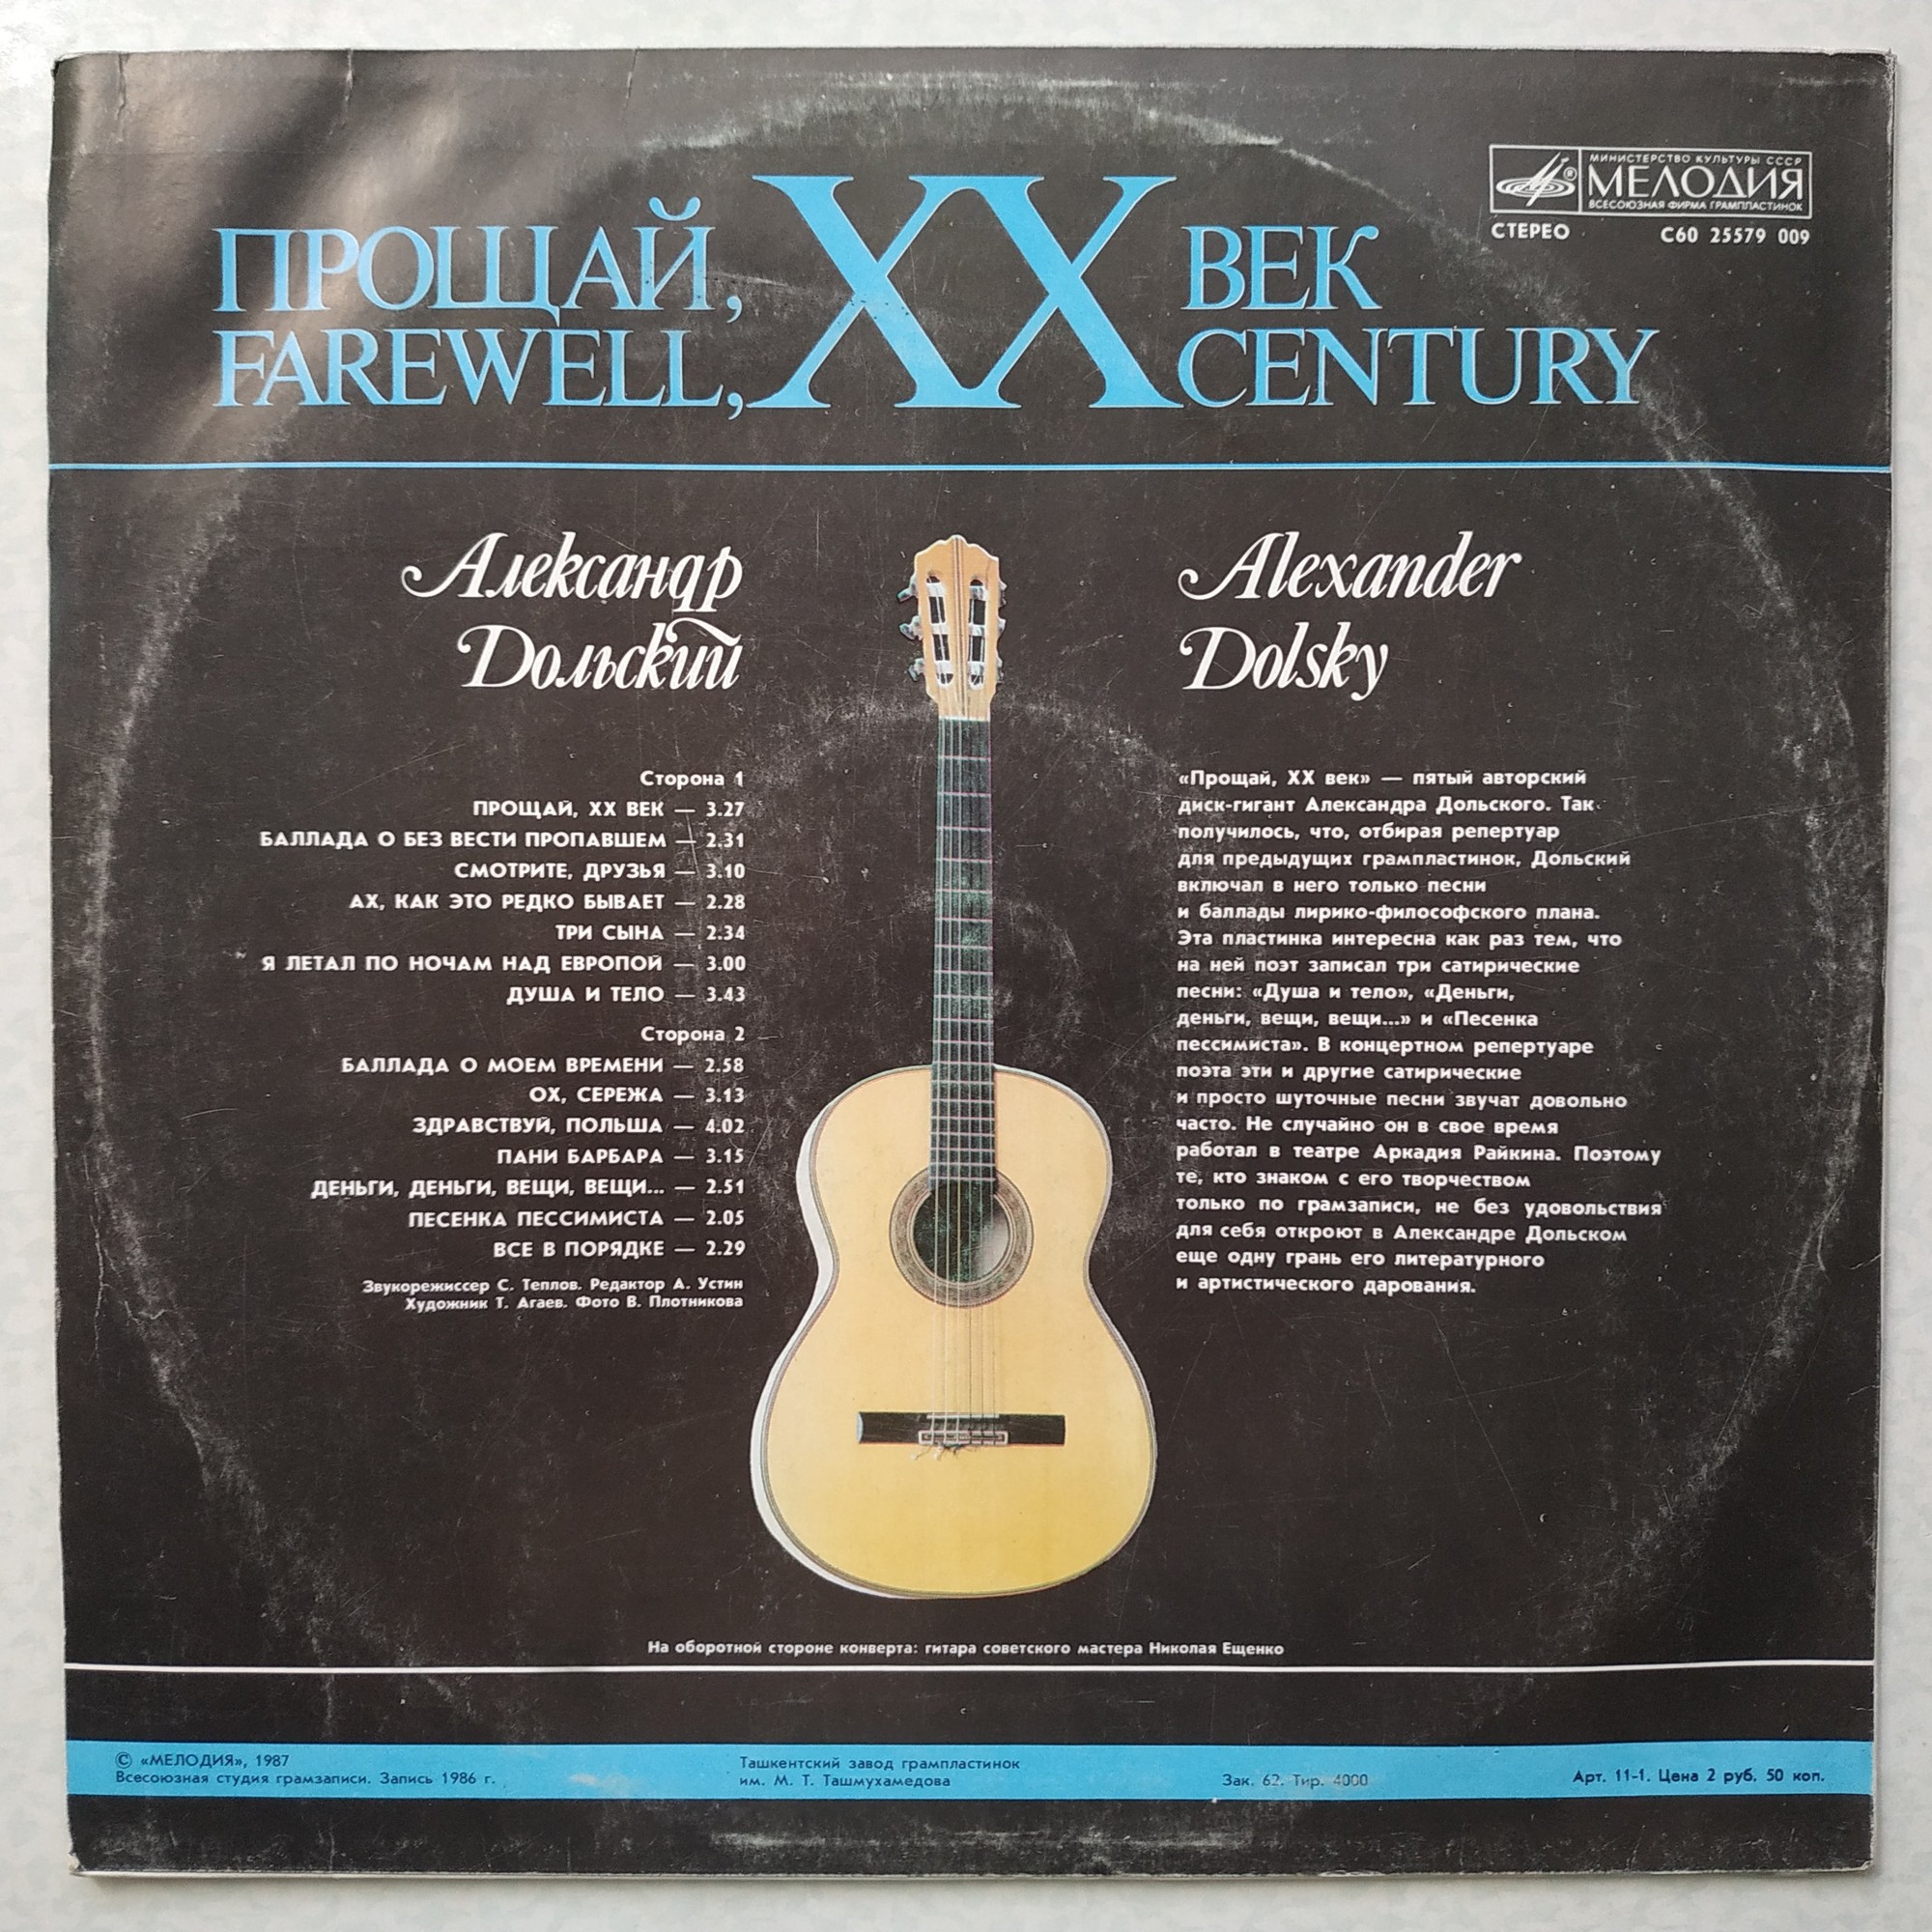 МИНИСТЕРСТВО КУЛЬТУРЫ СССР
® МЕЛОДИЯ
ВСЕСОЮЗНАЯ ФИРМА ГРАМПЛАСТИНОК
СТЕРЕО С60 25579 009
ПРОЩАЙ, XX ВЕК
FAREWELL, CENTURY
Александр
Дольский
Alexander
Dolsky
Сторона 1
ПРОЩАЙ, XX ВЕК — 3.27
БАЛЛАДА О БЕЗ ВЕСТИ ПРОПАВШЕМ — 2.31
СМОТРИТЕ, ДРУЗЬЯ — 3.10
АХ, КАК ЭТО РЕДКО БЫВАЕТ — 2.28
ТРИ СЫНА — 2.34
Я ЛЕТАЛ ПО НОЧАМ НАД ЕВРОПОЙ — 3.00
ДУША И ТЕЛО — 3.43
Сторона 2
БАЛЛАДА О МОЕМ ВРЕМЕНИ — 2.58
ОХ, СЕРЕЖА — 3.13
ЗДРАВСТВУЙ, ПОЛЬША — 4.02
ПАНИ БАРБАРА — 3.15
ДЕНЬГИ, ДЕНЬГИ, ВЕЩИ, ВЕЩИ... — 2.51
ПЕСЕНКА ПЕССИМИСТА — 2.05
ВСЕ В ПОРЯДКЕ — 2.29
Звукорежиссер С. Теплов. Редактор А. Устин
Художник Т. Агаев. Фото В. Плотникова
«Прощай, XX век» — пятый авторский
диск-гигант Александра Дольского. Так
получилось, что, отбирая репертуар
для предыдущих грампластинок, Дольский
включал в него только песни
и баллады лирико-философского плана.
Эта пластинка интересна как раз тем, что
на ней поэт записал три сатирические
песни: «Душа и тело», «Деньги,
деньги, вещи, вещи...» и «Песенка
пессимиста». В концертном репертуаре
поэта эти и другие сатирические
и просто шуточные песни звучат довольно
часто. Не случайно он в свое время
работал в театре Аркадия Райкина. Поэтому
те, кто знаком с его творчеством
только по грамзаписи, не без удовольствия
для себя откроют в Александре Дольском
еще одну грань его литературного
и артистического дарования.
На оборотной стороне конверта: гитара советского мастера Николая Ещенко
© «МЕЛОДИЯ», 1987
Всесоюзная студия грамзаписи. Запись 1986 г.
Ташкентский завод грампластинок
им. М. Т. Ташмухамедова
Зак. 62. Тир. 4000
Арт. 11-1. Цена 2 руб. 50 коп.